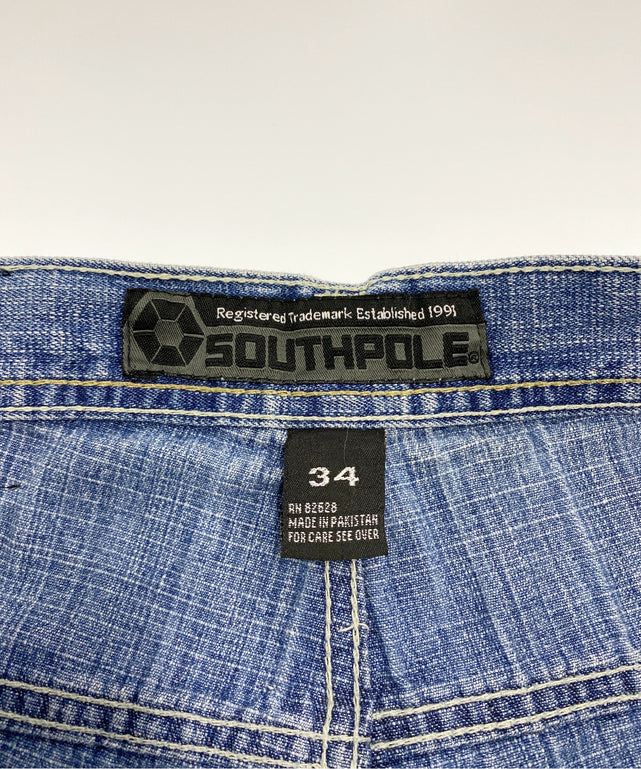 Registered Trademark Established 1991
SOUTHPOLE®
34
RN 82628
MADE IN PAKISTAN
FOR CARE SEE OVER